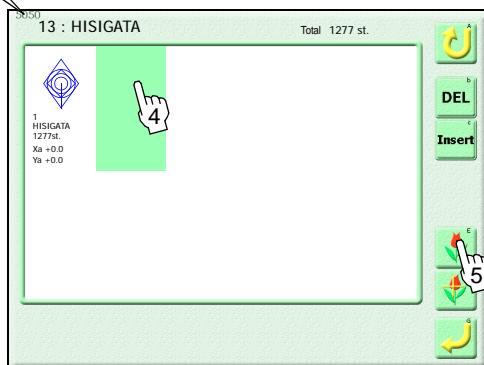 5050
13 : HISIGATA Total 1277 st.
A
b
DEL
c
Insert
1
HISIGATA
1277st.
Xa +0.0
Ya +0.0
4
E
5
G